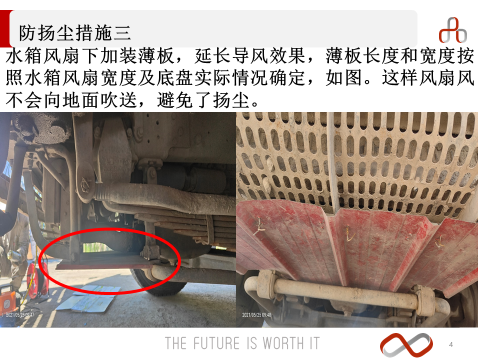 防扬尘措施三
水箱风扇下加装薄板，延长导风效果，薄板长度和宽度按
照水箱风扇宽度及底盘实际情况确定，如图。这样风扇风
不会向地面吹送，避免了扬尘。
THE FUTURE IS WORTH IT
4